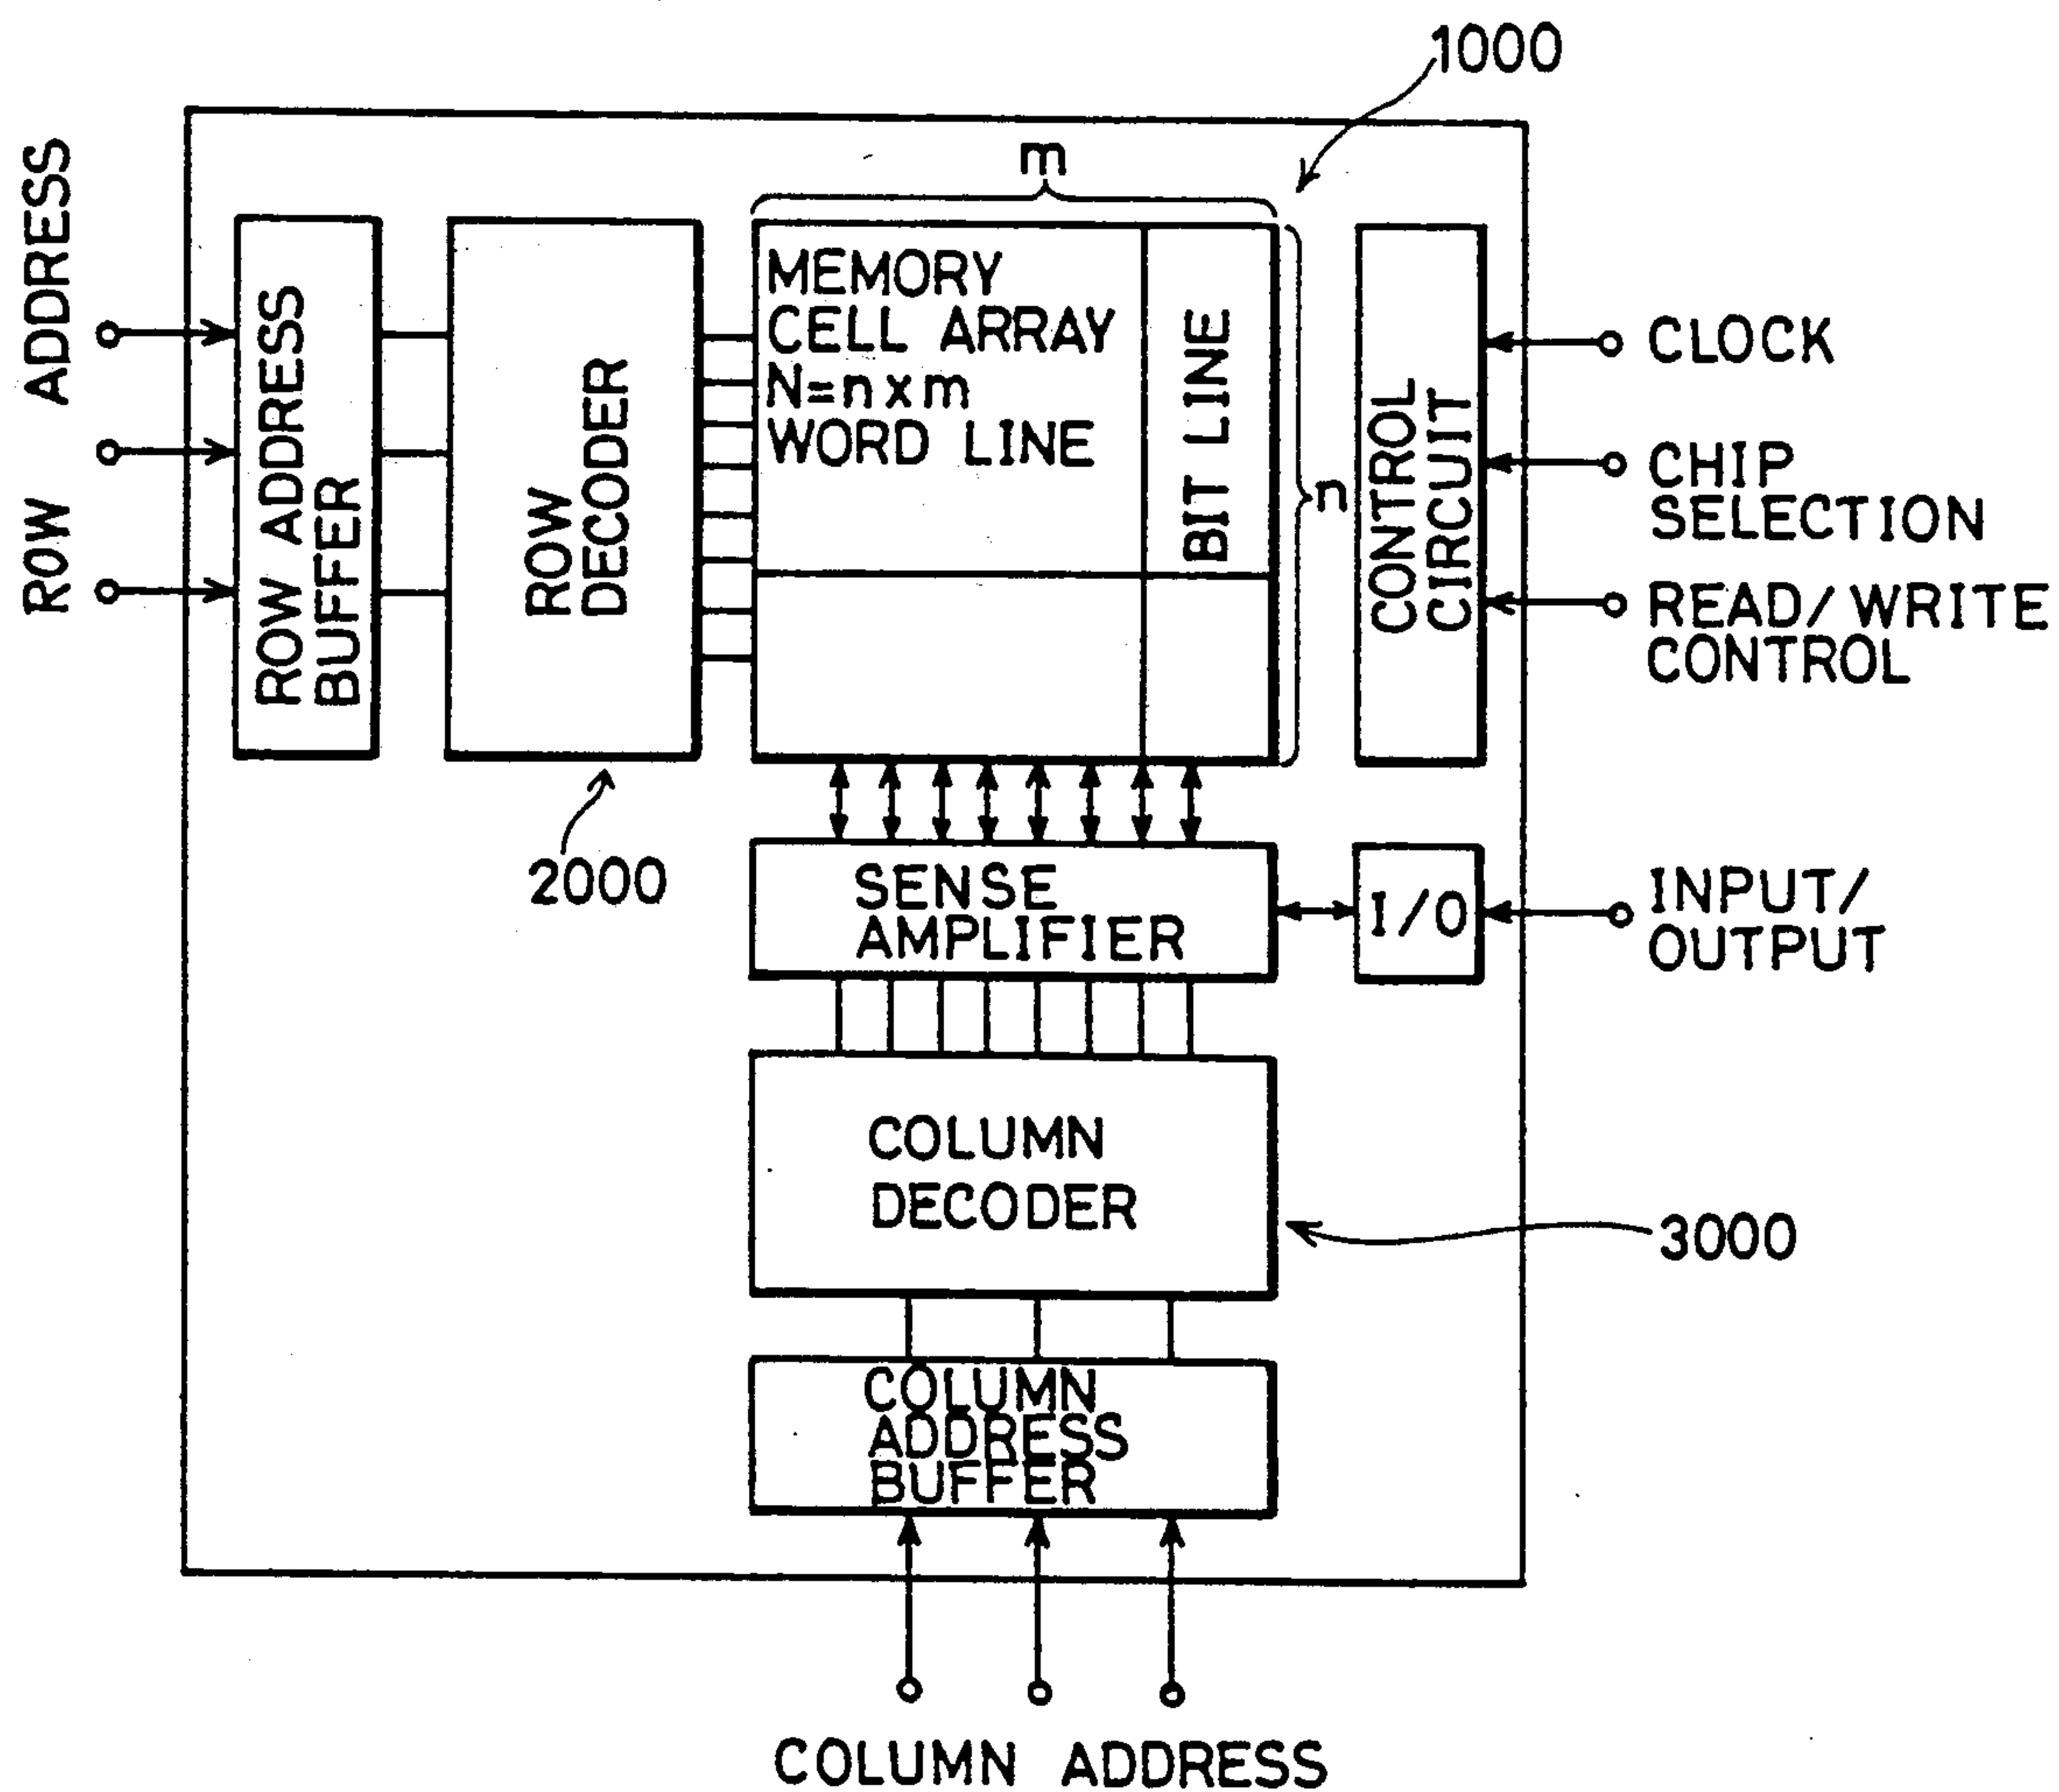 1000
m
ROW ADDRESS
ROW ADDRESS
BUFFER
ROW
DECODER
MEMORY
CELL ARRAY
N=n×m
WORD LINE
BIT LINE
n
CONTROL
CIRCUIT
CLOCK
CHIP
SELECTION
READ/WRITE
CONTROL
2000
SENSE
AMPLIFIER
I/O
INPUT/
OUTPUT
COLUMN
DECODER
3000
COLUMN
ADDRESS
BUFFER
COLUMN ADDRESS